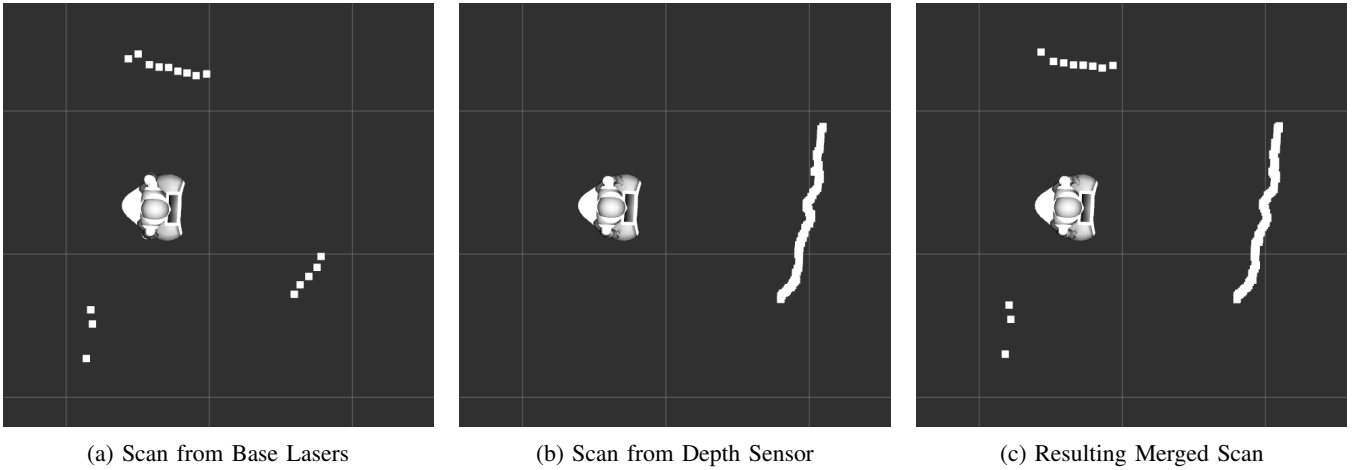 (a) Scan from Base Lasers
(b) Scan from Depth Sensor
(c) Resulting Merged Scan